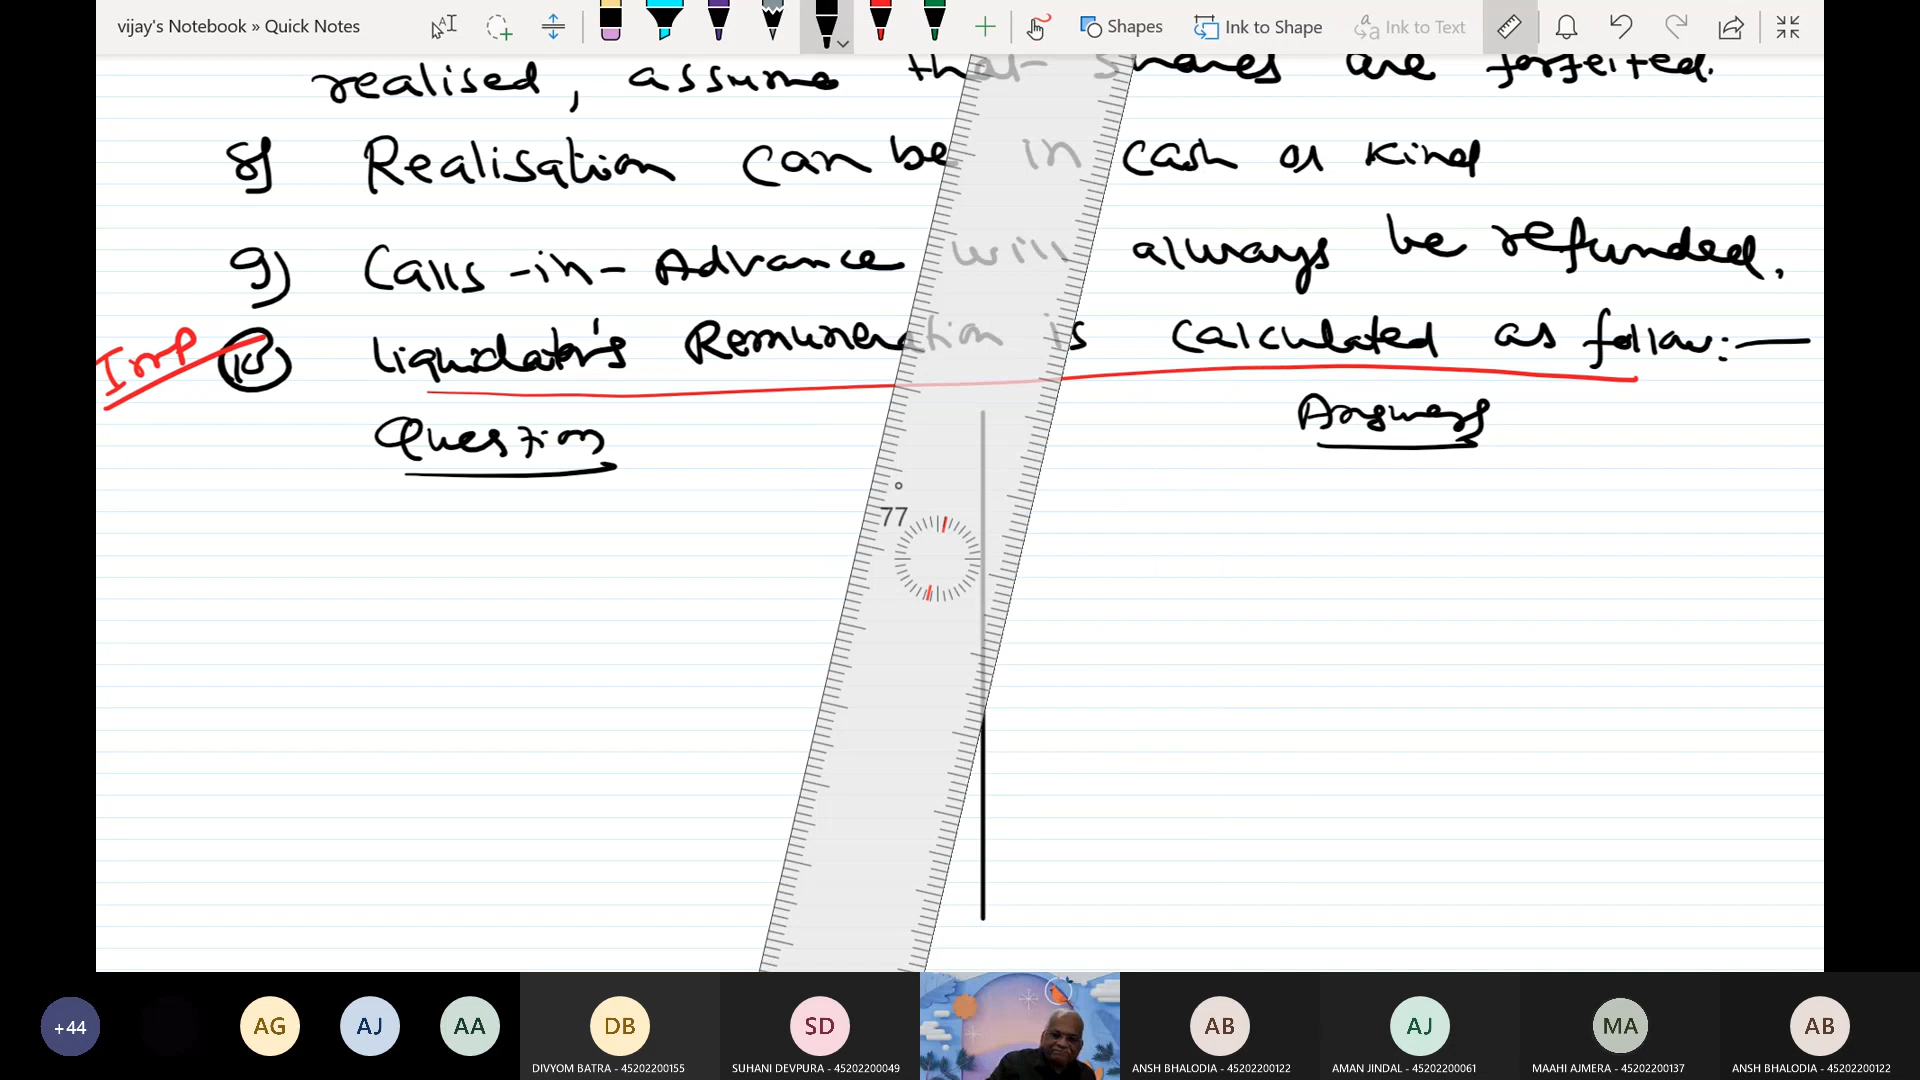 vijay's Notebook » Quick Notes
Shapes
Ink to Shape
Ink to Text
realised, assume that shares are forfeited.
8) Realisation can be in cash or kind
9) Calls-in-Advance will always be refunded.
Imp 10 liquidator's Remuneration is calculated as follow:—
Question
Answer
°
77
+44
AG
AJ
AA
DB
SD
AB
AJ
MA
AB
DIVYOM BATRA - 45202200155
SUHANI DEVPURA - 45202200049
ANSH BHALODIA - 45202200122
AMAN JINDAL - 45202200061
MAAHI AJMERA - 45202200137
ANSH BHALODIA - 45202200122